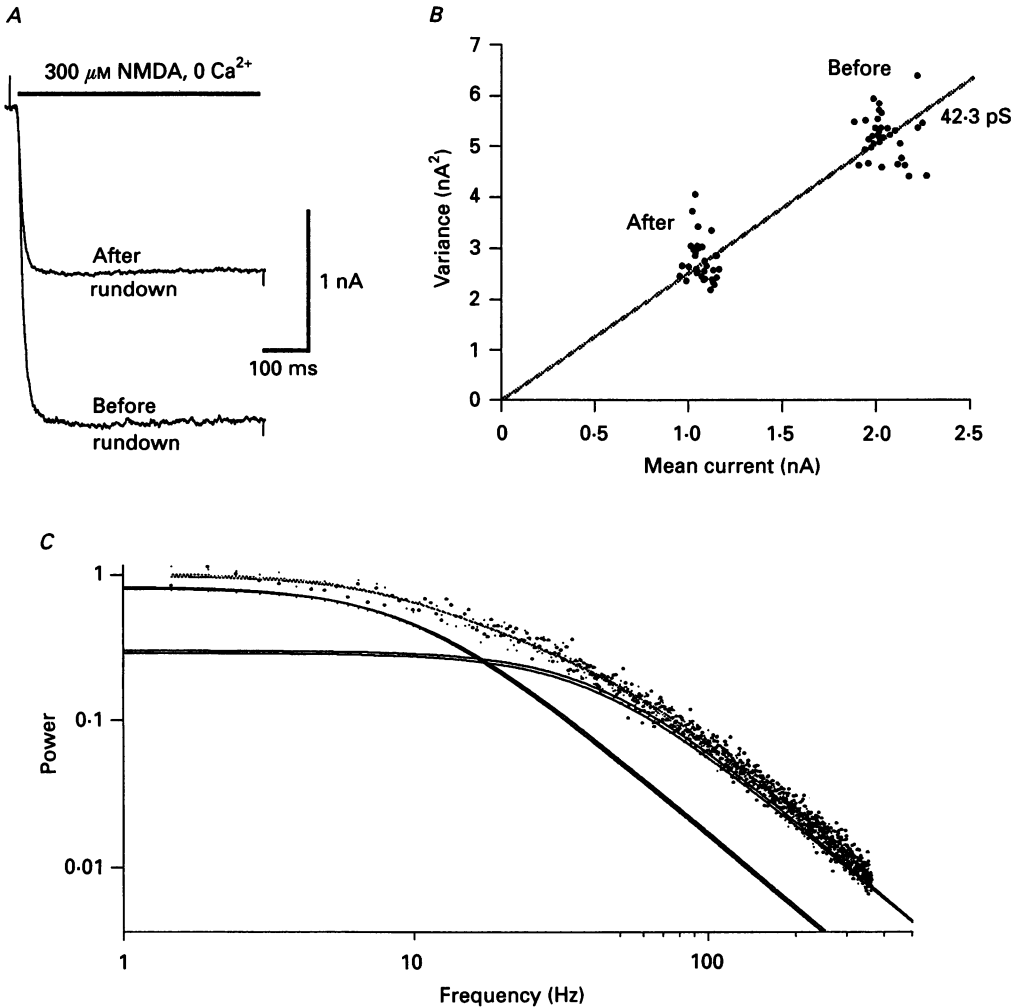 A
300 μM NMDA, 0 Ca²⁺
After
rundown
1 nA
100 ms
Before
rundown
B
7
6
5
4
3
2
1
0
Variance (nA²)
Before
42·3 pS
After
0
0·5
1.0
1·5
2·0
2·5
Mean current (nA)
C
1
0·1
0·01
Power
1
10
100
Frequency (Hz)